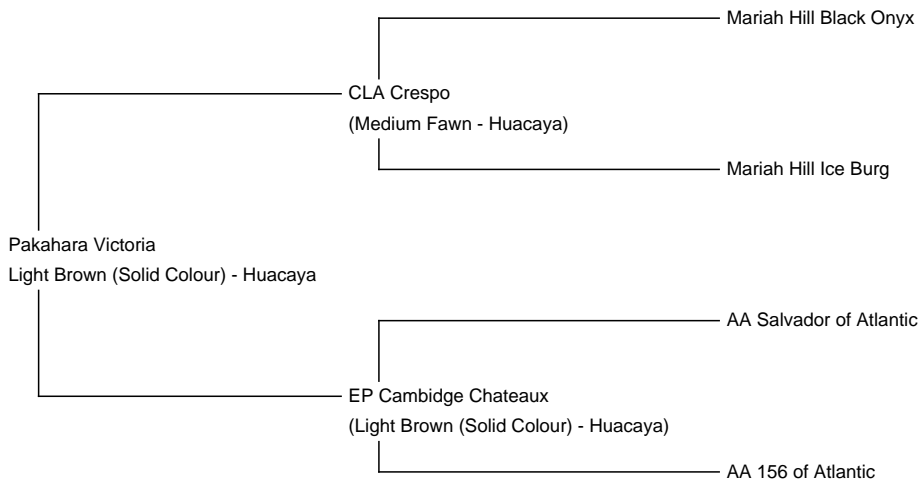 Mariah Hill Black Onyx
CLA Crespo
(Medium Fawn - Huacaya)
Mariah Hill Ice Burg
Pakahara Victoria
Light Brown (Solid Colour) - Huacaya
AA Salvador of Atlantic
EP Cambidge Chateaux
(Light Brown (Solid Colour) - Huacaya)
AA 156 of Atlantic